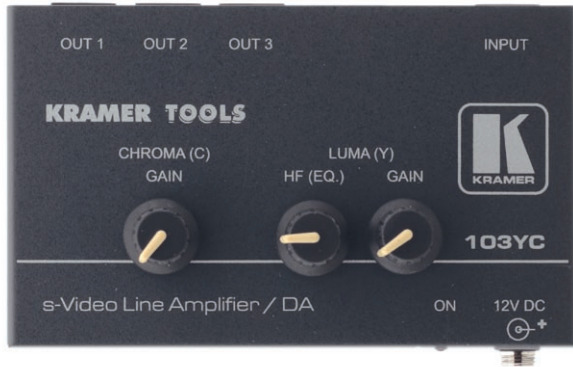 OUT 1 OUT 2 OUT 3 INPUT
KRAMER TOOLS
CHROMA (C) LUMA (Y)
GAIN HF (EQ.) GAIN
K
KRAMER
103YC
s-Video Line Amplifier / DA ON 12V DC
+